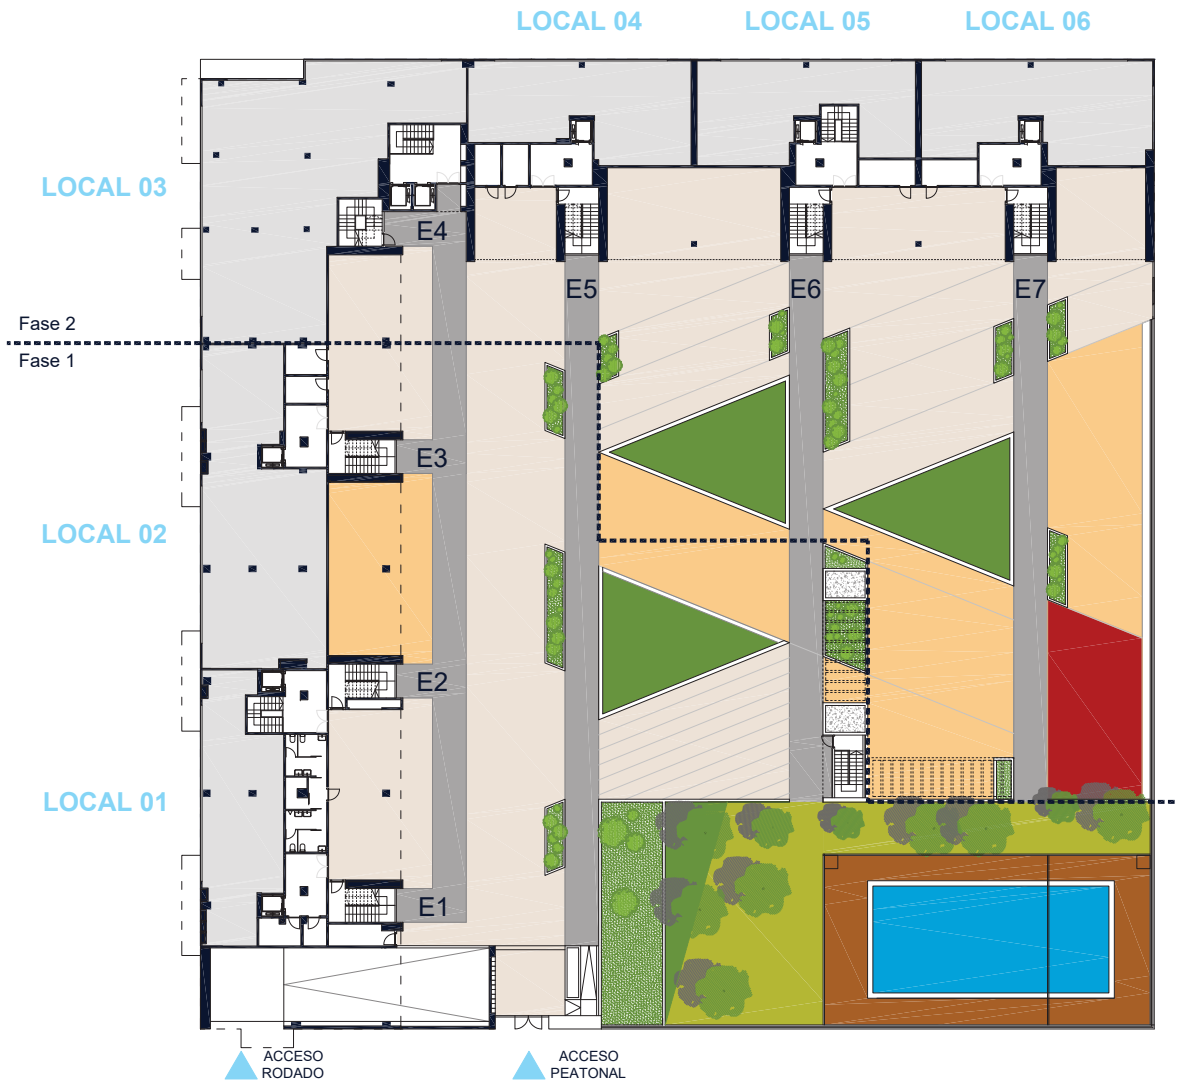 LOCAL 04
LOCAL 05
LOCAL 06
LOCAL 03
E4
E5
E6
E7
Fase 2
Fase 1
E3
LOCAL 02
E2
LOCAL 01
E1
ACCESO
RODADO
ACCESO
PEATONAL